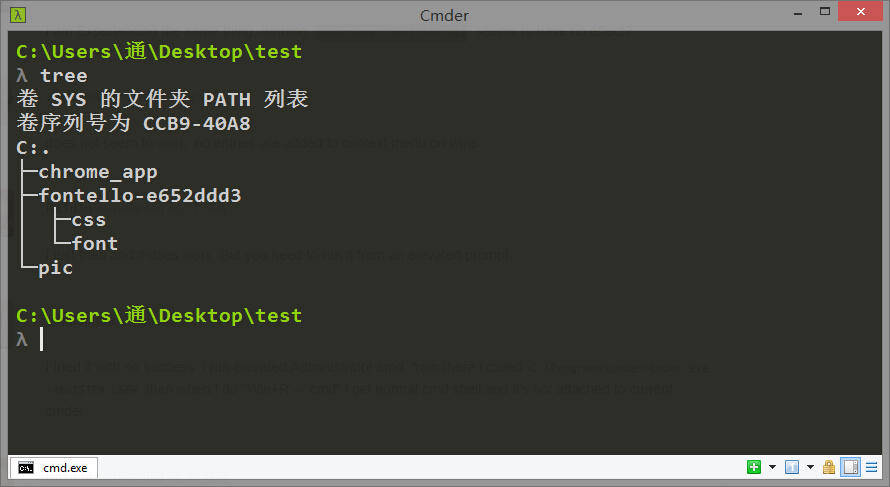 Cmder
C:\Users\通\Desktop\test
λ tree
卷 SYS 的文件夹 PATH 列表
卷序列号为 CCB9-40A8
C:.
├─chrome_app
├─fontello-e652ddd3
│  ├─css
│  └─font
└─pic
C:\Users\通\Desktop\test
λ
cmd.exe